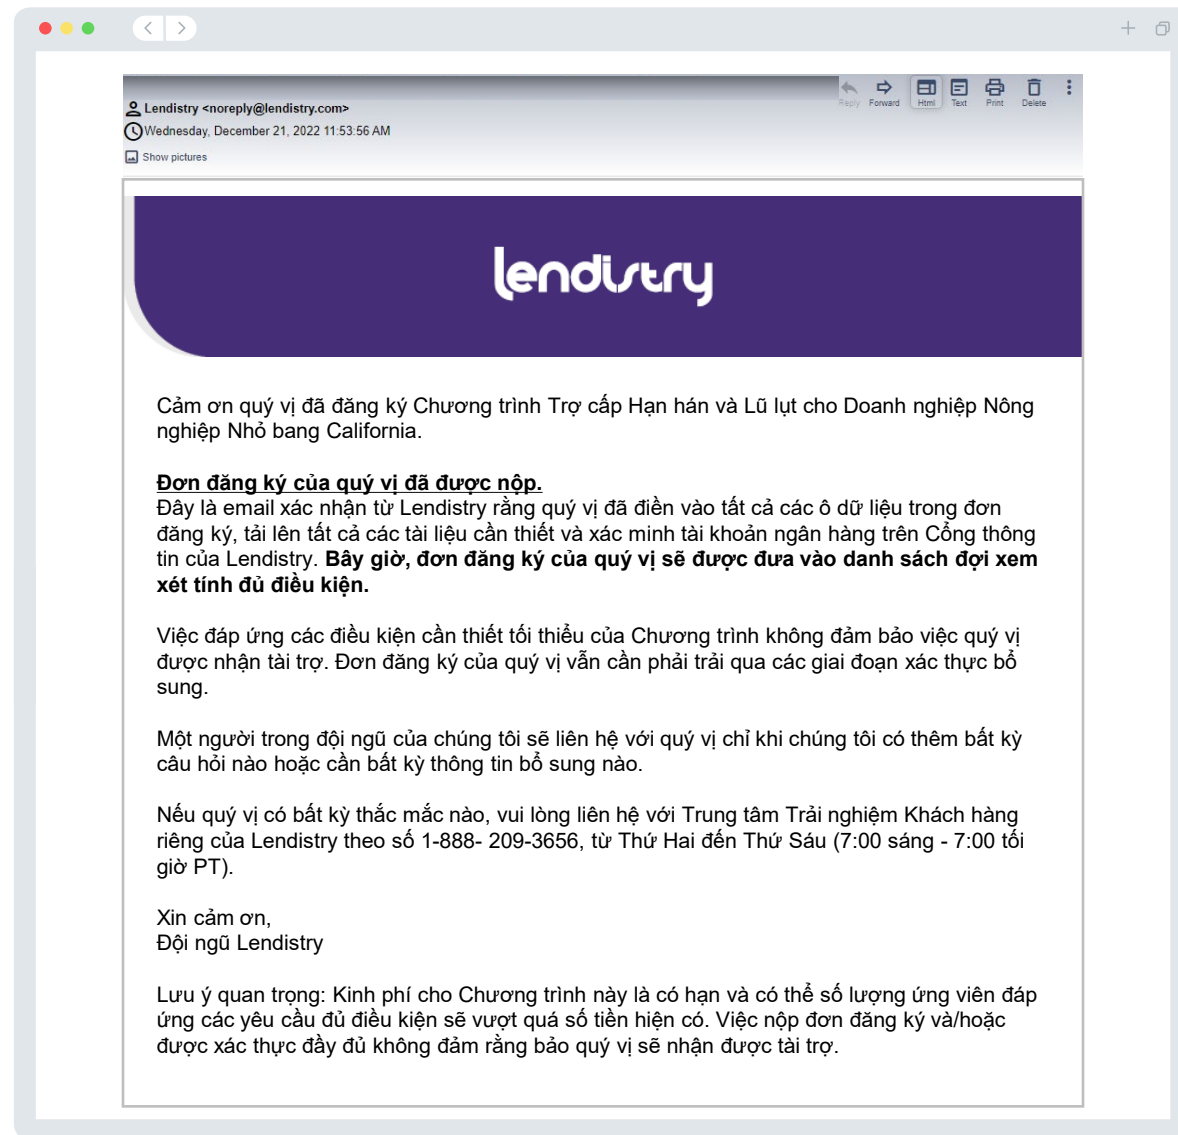 Lendistry <noreply@lendistry.com>
Wednesday, December 21, 2022 11:53:56 AM
Show pictures
Reply Forward Html Text Print Delete
lendistry
Cảm ơn quý vị đã đăng ký Chương trình Trợ cấp Hạn hán và Lũ lụt cho Doanh nghiệp Nông
nghiệp Nhỏ bang California.
Đơn đăng ký của quý vị đã được nộp.
Đây là email xác nhận từ Lendistry rằng quý vị đã điền vào tất cả các ô dữ liệu trong đơn
đăng ký, tải lên tất cả các tài liệu cần thiết và xác minh tài khoản ngân hàng trên Cổng thông
tin của Lendistry. Bây giờ, đơn đăng ký của quý vị sẽ được đưa vào danh sách đợi xem
xét tính đủ điều kiện.
Việc đáp ứng các điều kiện cần thiết tối thiểu của Chương trình không đảm bảo việc quý vị
được nhận tài trợ. Đơn đăng ký của quý vị vẫn cần phải trải qua các giai đoạn xác thực bổ
sung.
Một người trong đội ngũ của chúng tôi sẽ liên hệ với quý vị chỉ khi chúng tôi có thêm bất kỳ
câu hỏi nào hoặc cần bất kỳ thông tin bổ sung nào.
Nếu quý vị có bất kỳ thắc mắc nào, vui lòng liên hệ với Trung tâm Trải nghiệm Khách hàng
riêng của Lendistry theo số 1-888- 209-3656, từ Thứ Hai đến Thứ Sáu (7:00 sáng - 7:00 tối
giờ PT).
Xin cảm ơn,
Đội ngũ Lendistry
Lưu ý quan trọng: Kinh phí cho Chương trình này là có hạn và có thể số lượng ứng viên đáp
ứng các yêu cầu đủ điều kiện sẽ vượt quá số tiền hiện có. Việc nộp đơn đăng ký và/hoặc
được xác thực đầy đủ không đảm rằng bảo quý vị sẽ nhận được tài trợ.